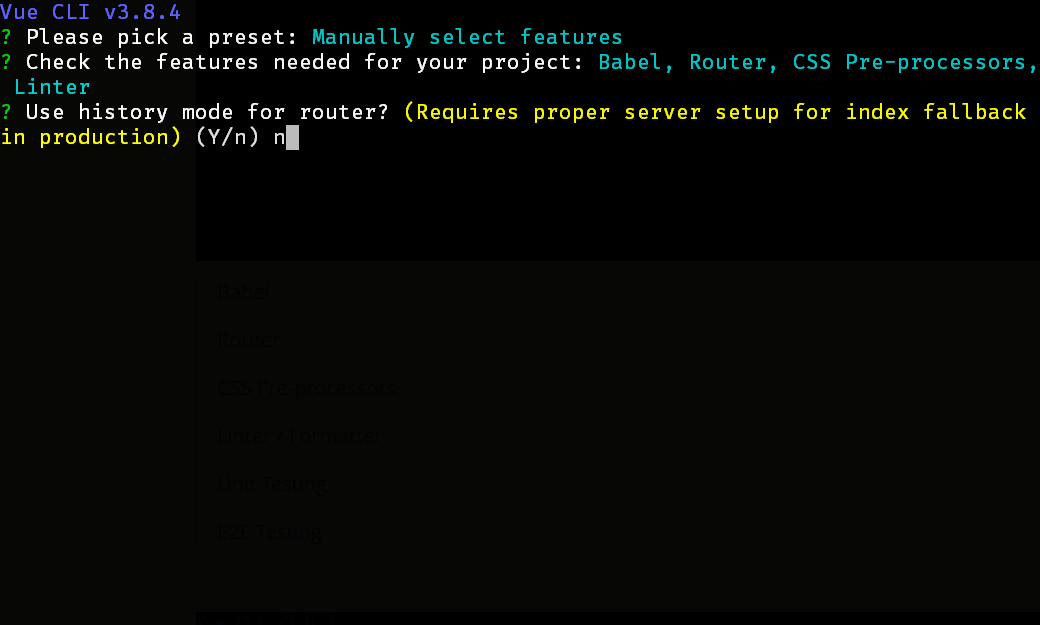 Vue CLI v3.8.4
? Please pick a preset: Manually select features
? Check the features needed for your project: Babel, Router, CSS Pre-processors,
Linter
? Use history mode for router? (Requires proper server setup for index fallback
in production) (Y/n) n
Babel
Router
CSS Pre-processors
Linter / Formatter
Unit Testing
E2E Testing